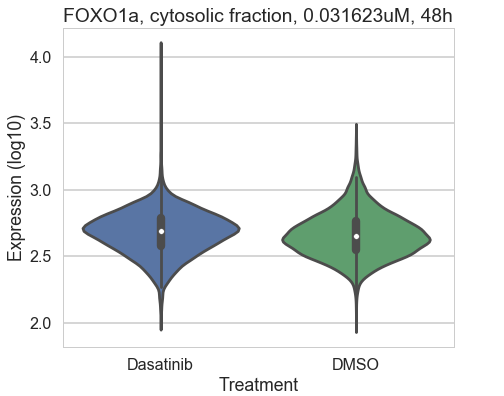 FOXO1a, cytosolic fraction, 0.031623uM, 48h
Expression (log10)
4.0
3.5
3.0
2.5
2.0
Dasatinib DMSO
Treatment